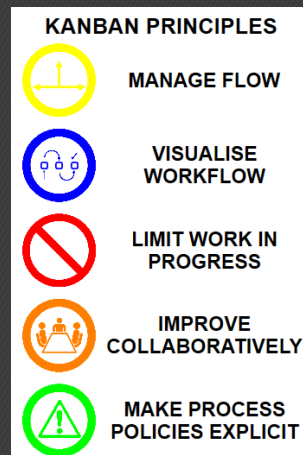 KANBAN PRINCIPLES
MANAGE FLOW
VISUALISE
WORKFLOW
LIMIT WORK IN
PROGRESS
IMPROVE
COLLABORATIVELY
MAKE PROCESS
POLICIES EXPLICIT